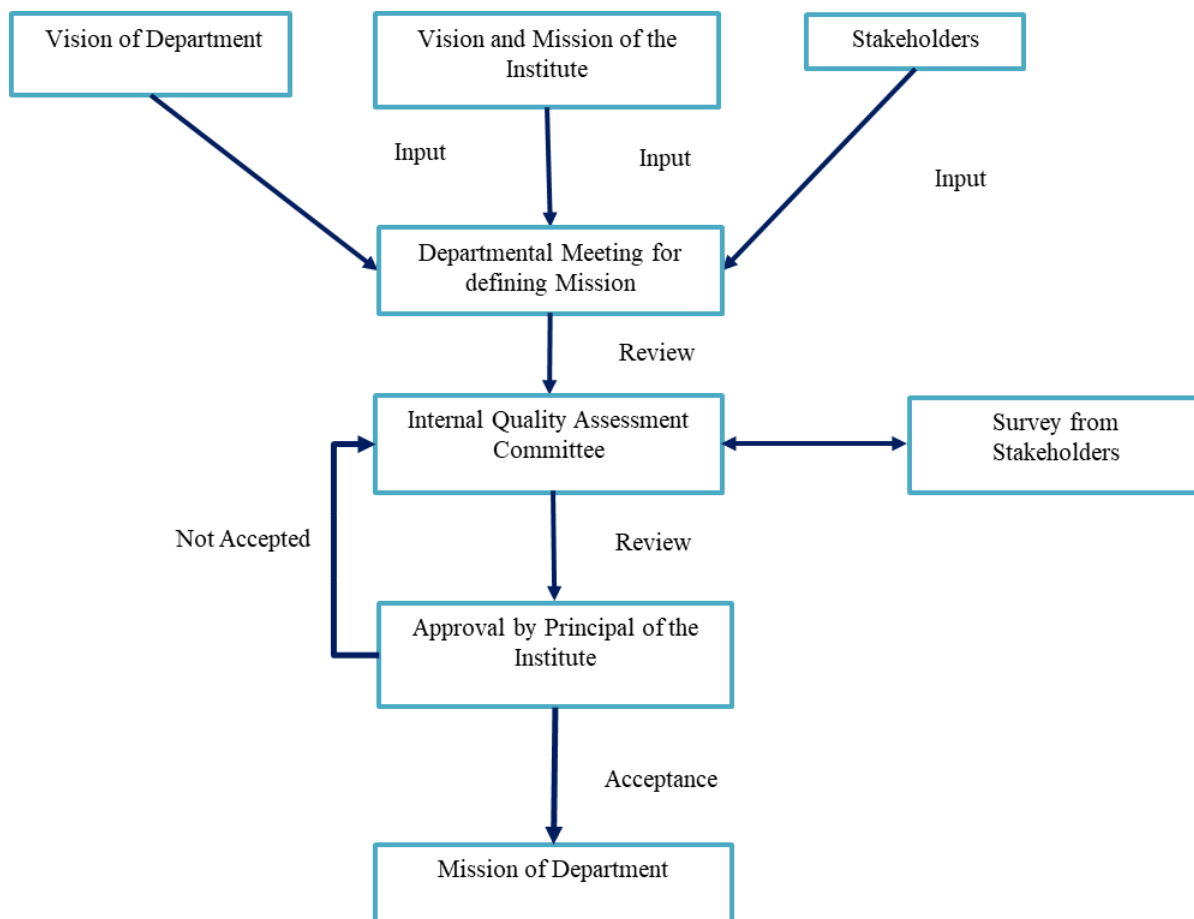 Vision of Department
Vision and Mission of the
Institute
Stakeholders
Input
Input
Input
Departmental Meeting for
defining Mission
Review
Internal Quality Assessment
Committee
Survey from
Stakeholders
Not Accepted
Review
Approval by Principal of the
Institute
Acceptance
Mission of Department